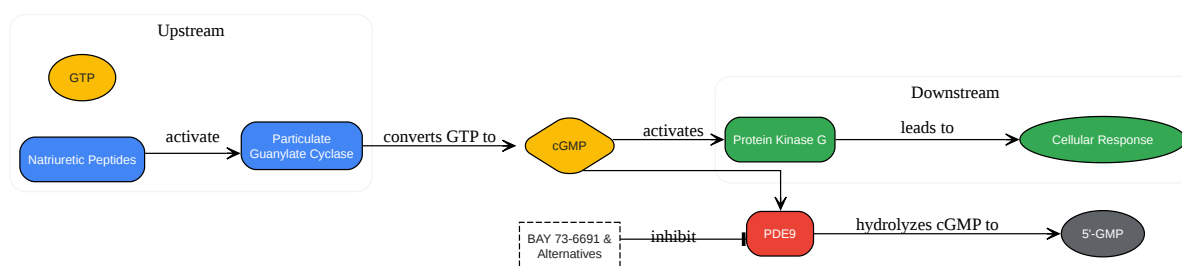 Upstream
GTP
Natriuretic Peptides
activate
Particulate
Guanylate Cyclase
converts GTP to
cGMP
activates
Downstream
Protein Kinase G
leads to
Cellular Response
BAY 73-6691 &
Alternatives
inhibit
PDE9
hydrolyzes cGMP to
5'-GMP